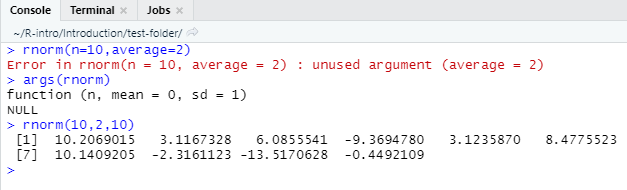 Console Terminal × Jobs ×
~/R-intro/Introduction/test-folder/
> rnorm(n=10,average=2)
Error in rnorm(n = 10, average = 2) : unused argument (average = 2)
> args(rnorm)
function (n, mean = 0, sd = 1)
NULL
> rnorm(10,2,10)
[1] 10.2069015 3.1167328 6.0855541 -9.3694780 3.1235870 8.4775523
[7] 10.1409205 -2.3161123 -13.5170628 -0.4492109
>